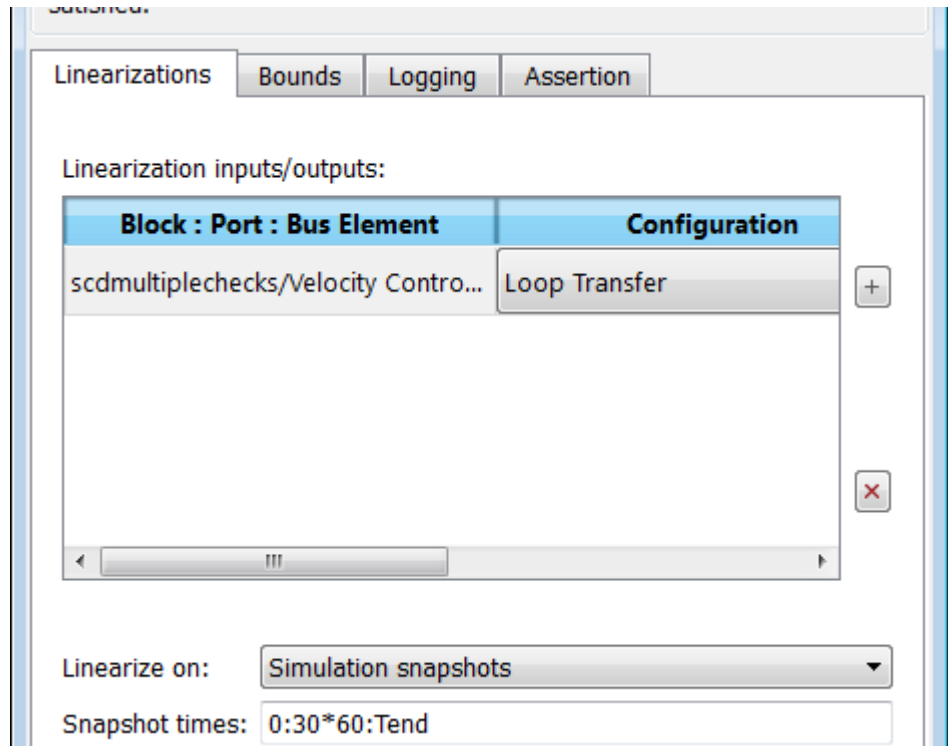 Linearizations Bounds Logging Assertion
Linearization inputs/outputs:
Block : Port : Bus Element Configuration
scdmultiplechecks/Velocity Contro... Loop Transfer
Linearize on: Simulation snapshots
Snapshot times: 0:30*60:Tend